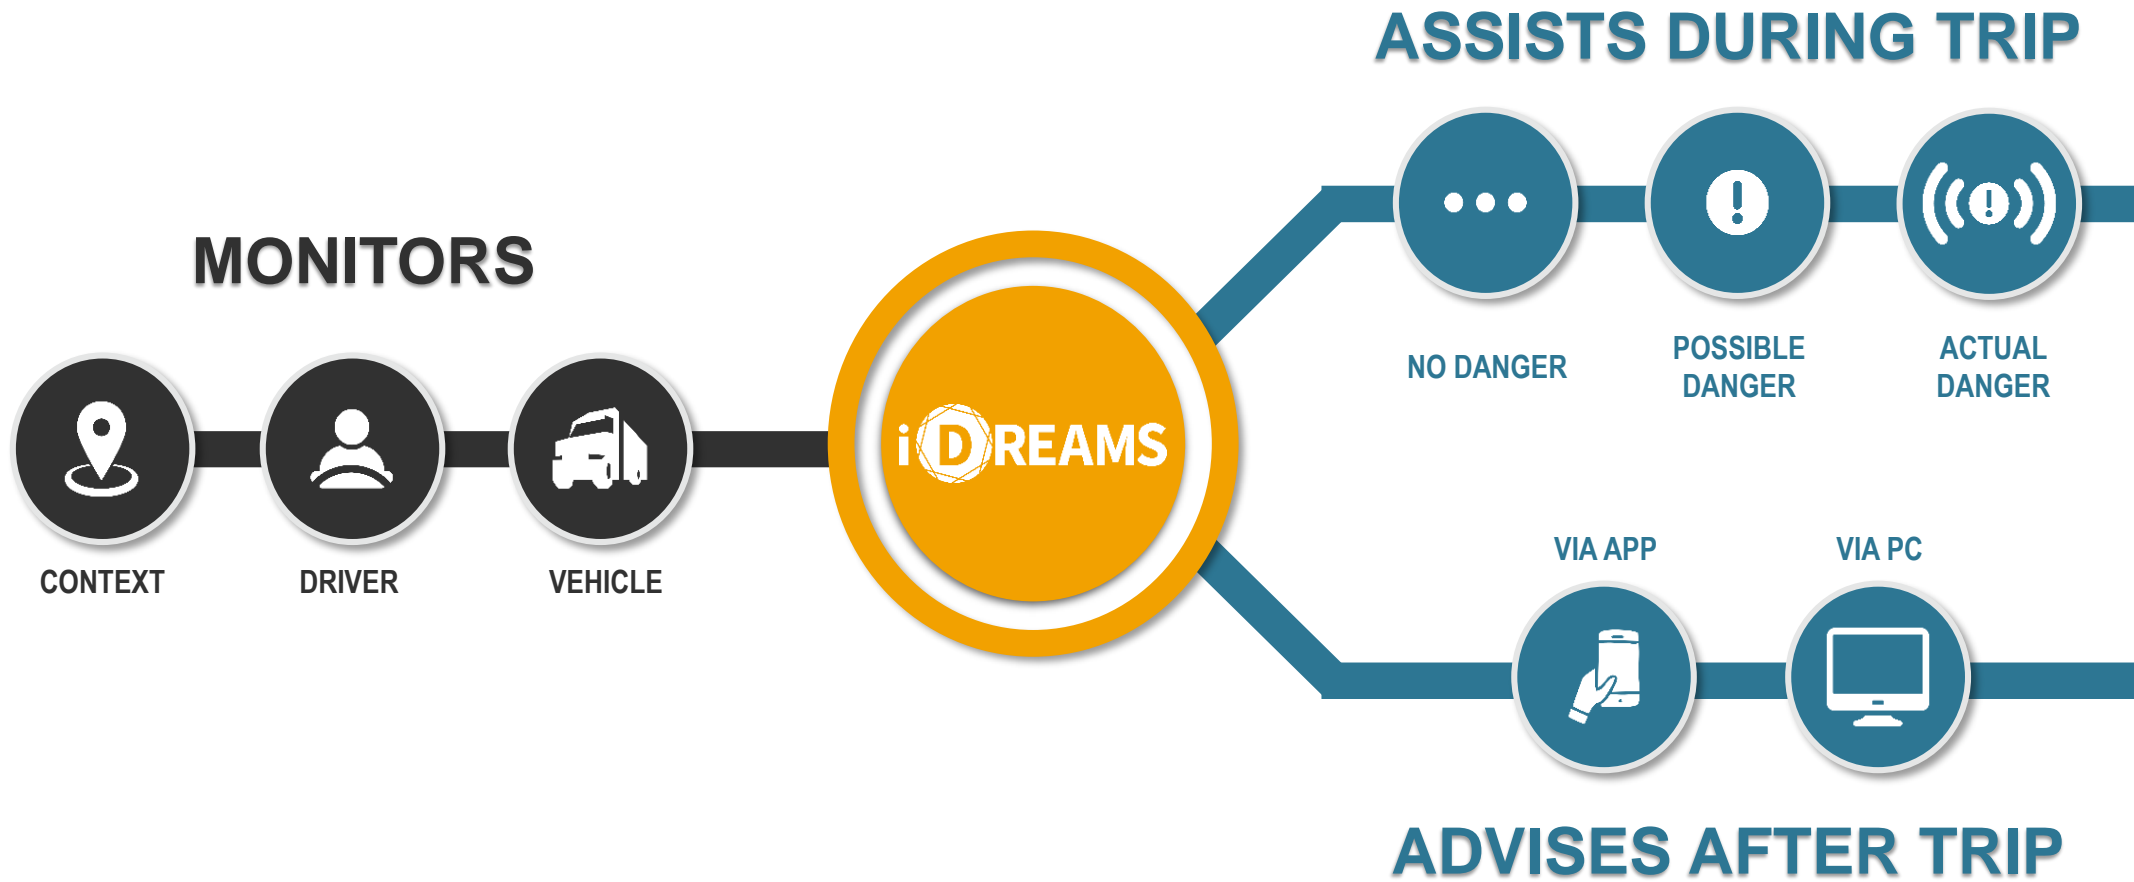 ASSISTS DURING TRIP
NO DANGER
POSSIBLE
DANGER
ACTUAL
DANGER
MONITORS
CONTEXT
DRIVER
VEHICLE
iDREAMS
VIA APP
VIA PC
ADVISES AFTER TRIP